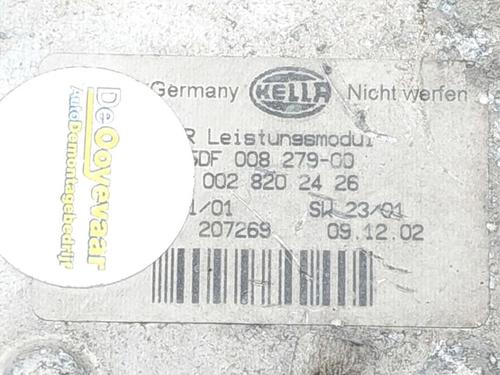 Germany HELLA Nicht werfen
R Leistungsmodul
5DF 008 279-00
002 820 24 26
1/01 SW 23/01
207269 09.12.02
De Ooyevaar
AutoDemontagebedrijf